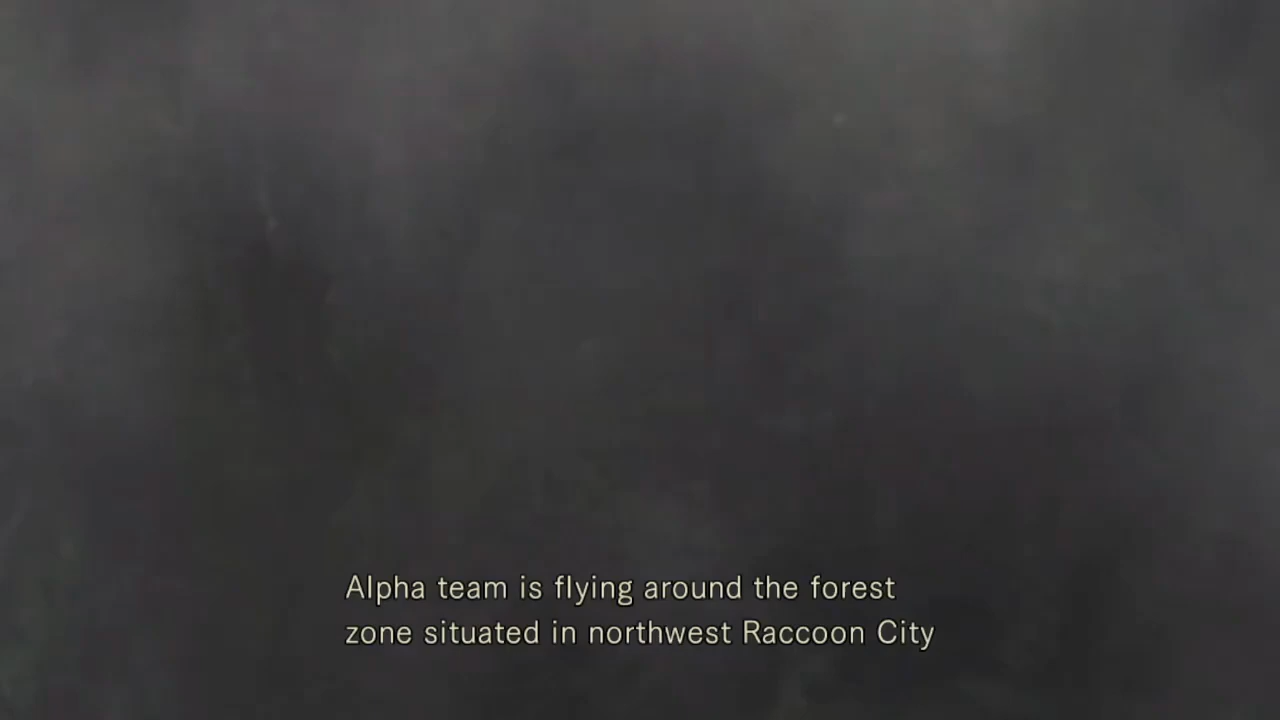 Alpha team is flying around the forest
zone situated in northwest Raccoon City